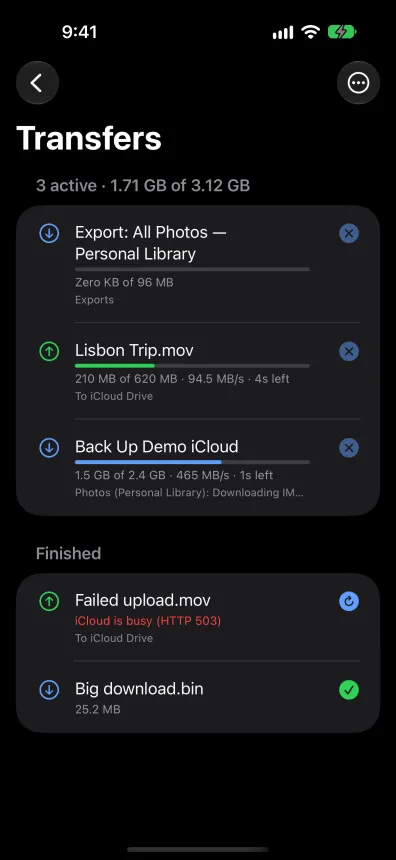 9:41
Transfers
3 active · 1.71 GB of 3.12 GB
Export: All Photos —
Personal Library
Zero KB of 96 MB
Exports
Lisbon Trip.mov
210 MB of 620 MB · 94.5 MB/s · 4s left
To iCloud Drive
Back Up Demo iCloud
1.5 GB of 2.4 GB · 465 MB/s · 1s left
Photos (Personal Library): Downloading IM...
Finished
Failed upload.mov
iCloud is busy (HTTP 503)
To iCloud Drive
Big download.bin
25.2 MB